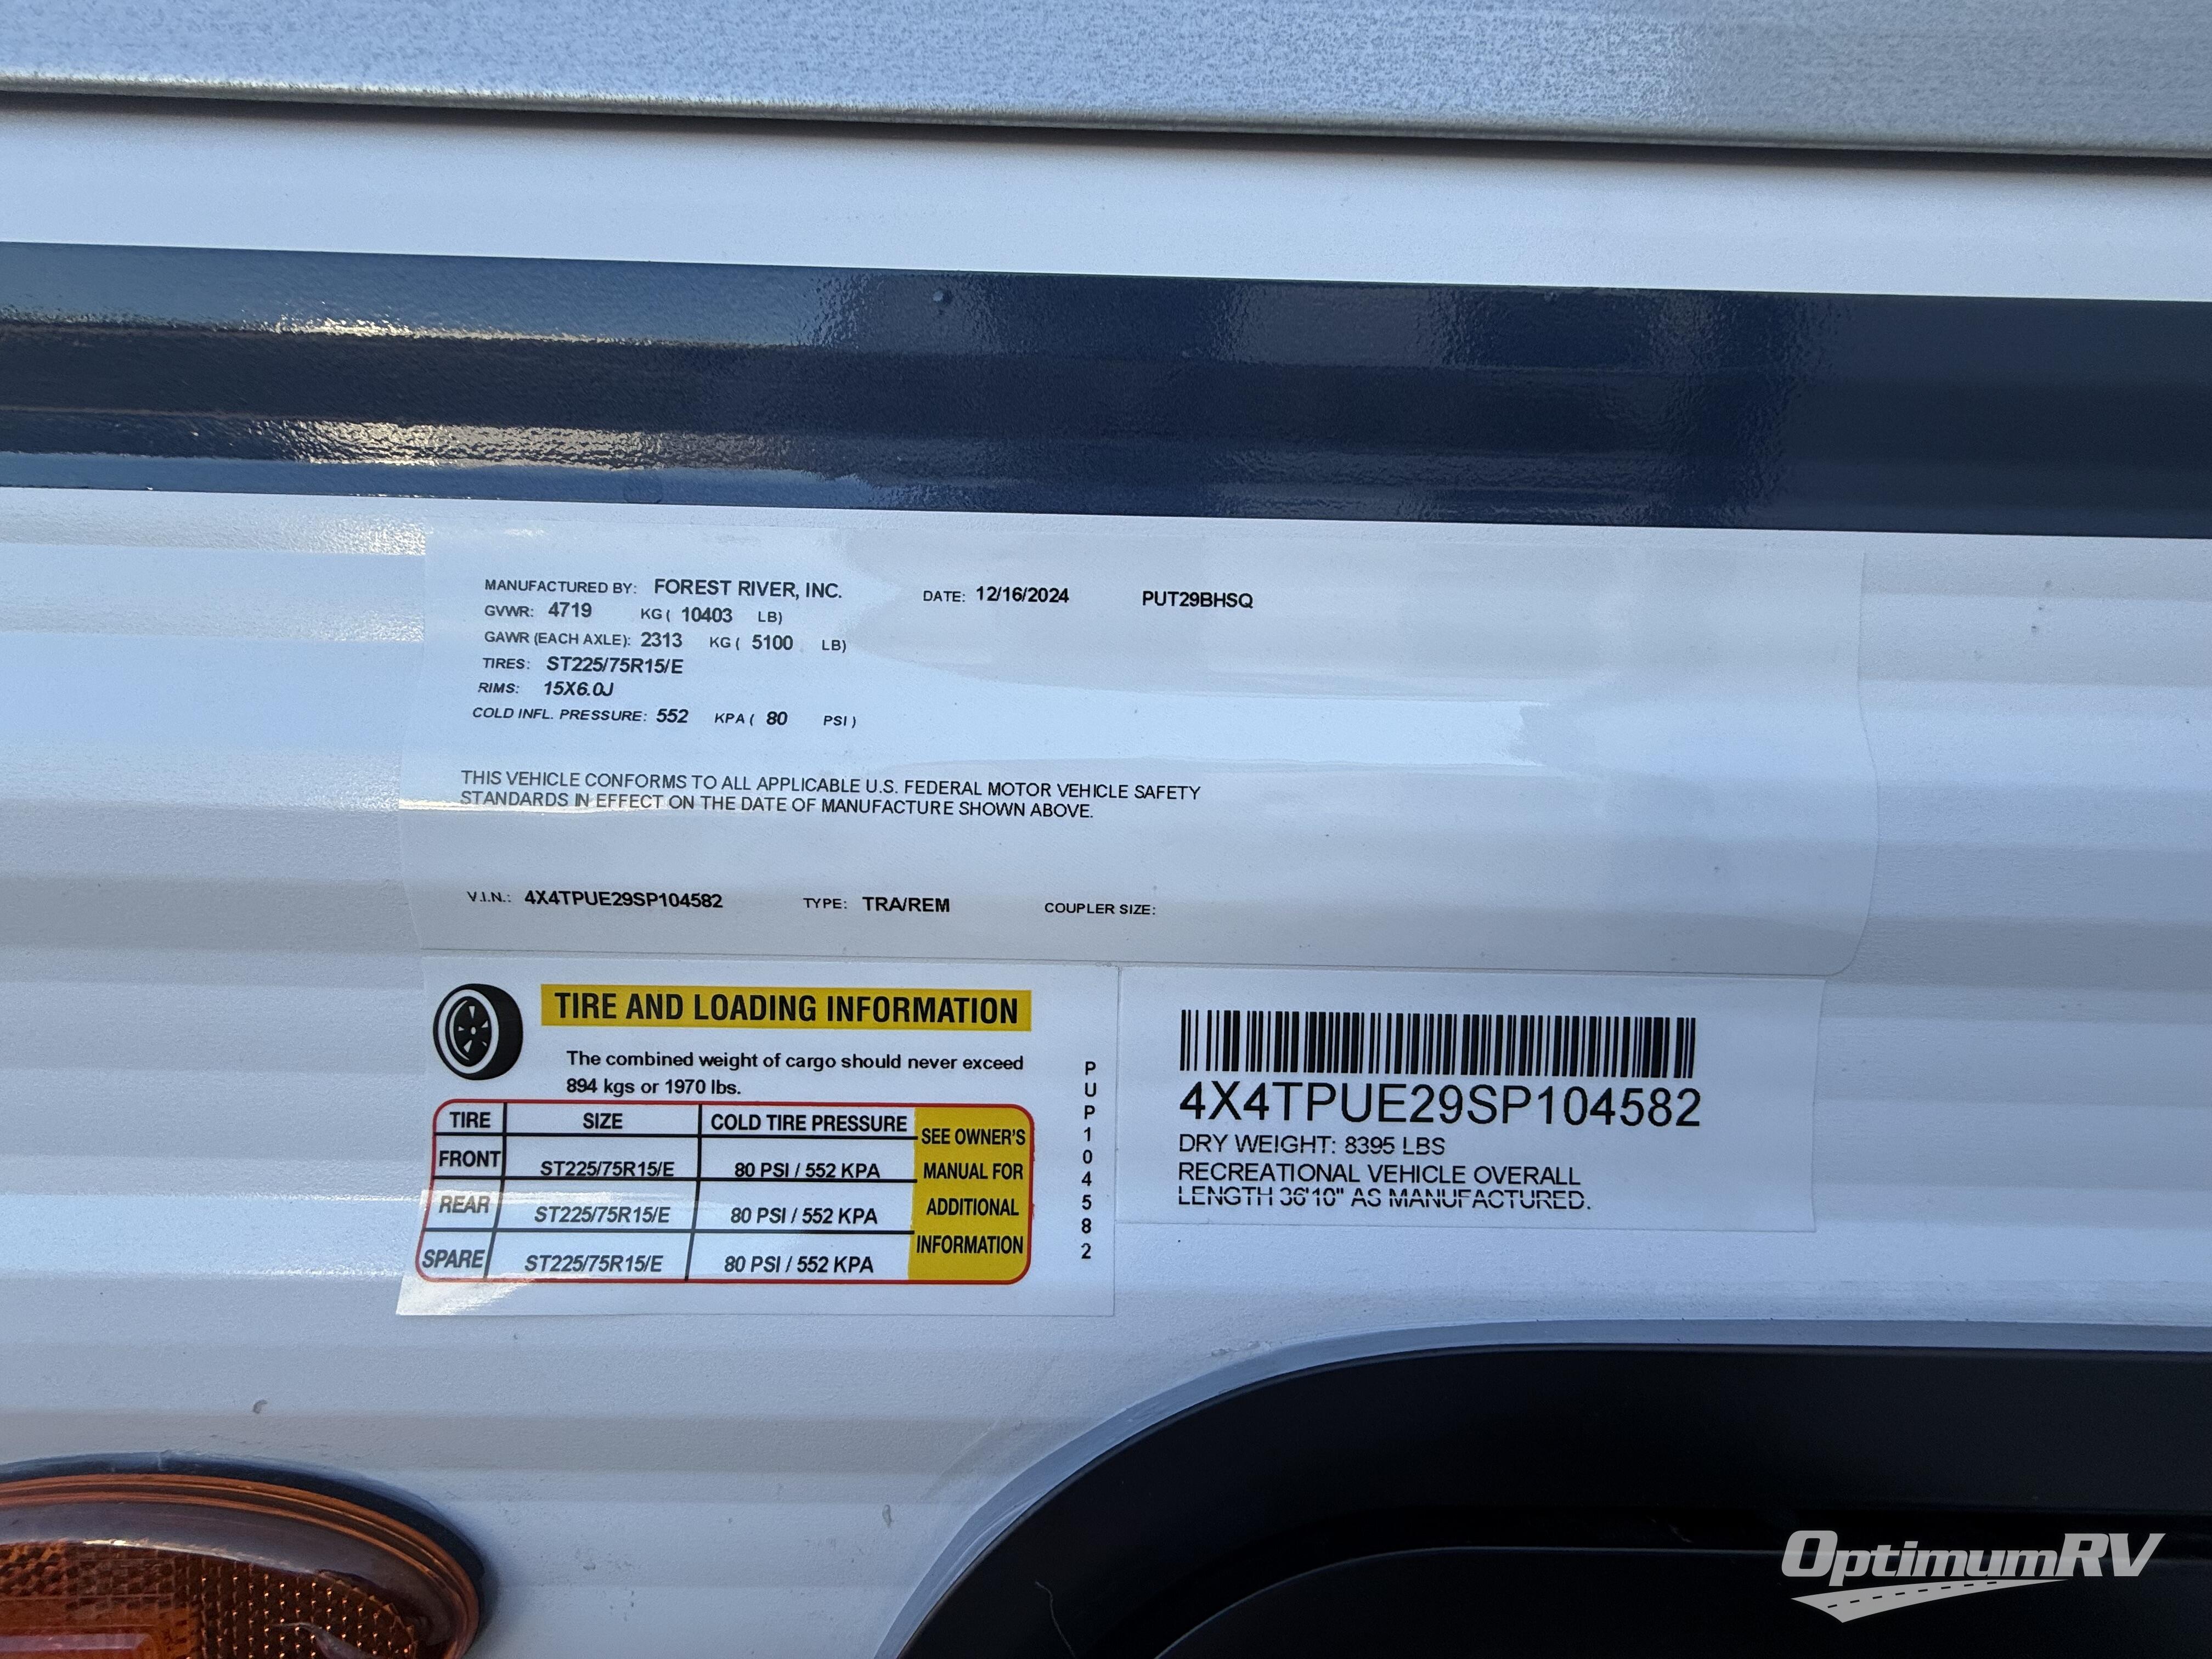 MANUFACTURED BY: FOREST RIVER, INC. DATE: 12/16/2024 PUT29BHSQ
GVWR: 4719 KG ( 10403 LB)
GAWR (EACH AXLE): 2313 KG ( 5100 LB)
TIRES: ST225/75R15/E
RIMS: 15X6.0J
COLD INFL. PRESSURE: 552 KPA ( 80 PSI )
THIS VEHICLE CONFORMS TO ALL APPLICABLE U.S. FEDERAL MOTOR VEHICLE SAFETY
STANDARDS IN EFFECT ON THE DATE OF MANUFACTURE SHOWN ABOVE.
V.I.N.: 4X4TPUE29SP104582 TYPE: TRA/REM COUPLER SIZE:
TIRE AND LOADING INFORMATION
The combined weight of cargo should never exceed
894 kgs or 1970 lbs.
TIRE SIZE COLD TIRE PRESSURE
FRONT ST225/75R15/E 80 PSI / 552 KPA
REAR ST225/75R15/E 80 PSI / 552 KPA
SPARE ST225/75R15/E 80 PSI / 552 KPA
SEE OWNER'S
MANUAL FOR
ADDITIONAL
INFORMATION
PUP104582
4X4TPUE29SP104582
DRY WEIGHT: 8395 LBS
RECREATIONAL VEHICLE OVERALL
LENGTH 36'10" AS MANUFACTURED.
OptimumRV